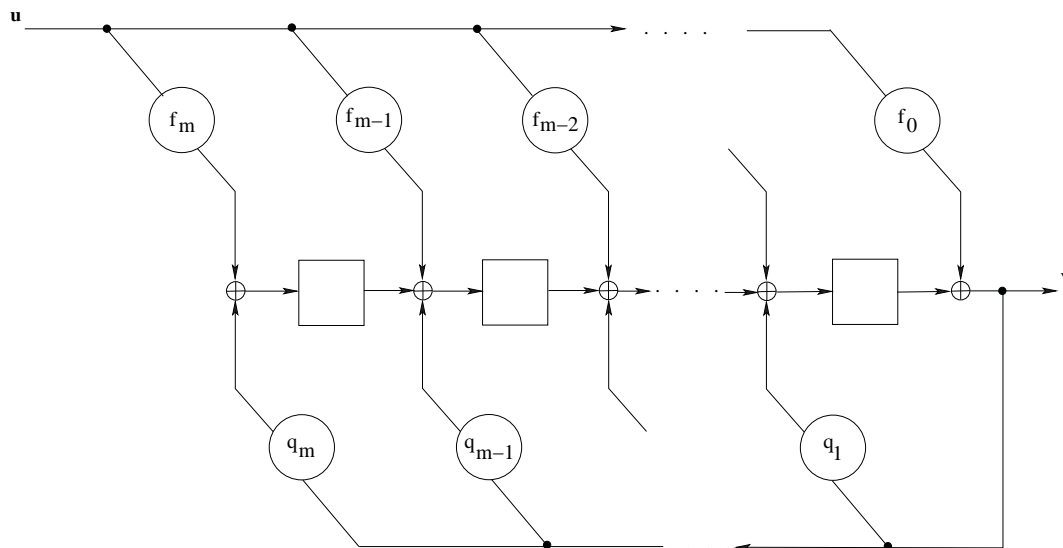 u
. . . .
f_m
f_{m−1}
f_{m−2}
f_0
. . . .
q_m
q_{m−1}
q_1